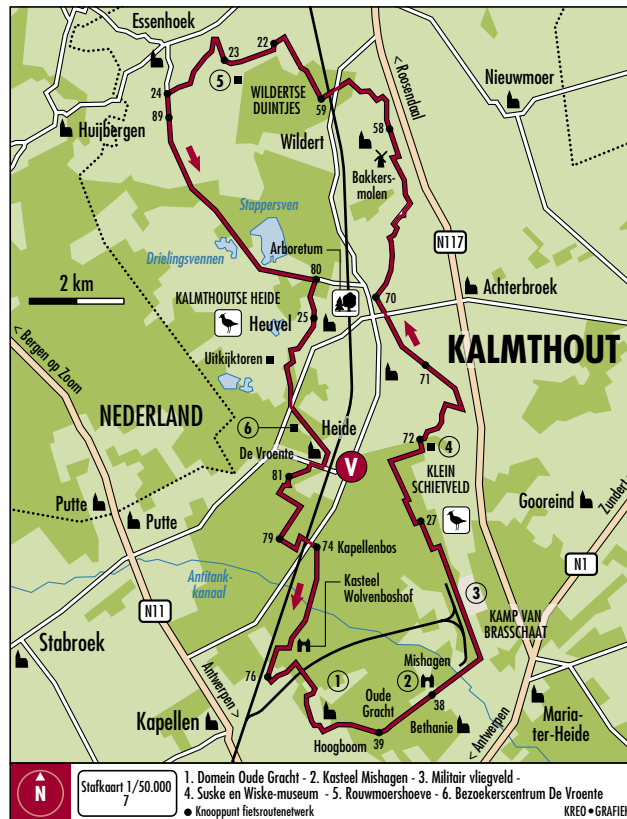 Essenhoek
22
23
5
WILDERTSE
DUINTJES
< Roosendaal
Nieuwmoer
24
89
59
Huijbergen
Wildert
58
Bakkers-
molen
Stappersven
Drielingsvennen
Arboretum
N117
80
2 km
KALMTHOUTSE HEIDE
Heuvel
25
70
Achterbroek
KALMTHOUT
< Bergen op Zoom
Uitkijktoren
71
NEDERLAND
6
Heide
De Vroente
V
72
4
KLEIN
SCHIETVELD
81
Putte
Putte
Gooreind
Zundert
27
79
74
Kapellenbos
Antitank-
kanaal
Kasteel
Wolvenboshof
N1
N11
3
KAMP VAN
BRASSCHAAT
Stabroek
Antwerpen >
76
1
Mishagen
2
Oude
Gracht
38
Kapellen
Hoogboom
39
Bethanie
< Antwerpen
Maria-
ter-Heide
N
Stafkaart 1/50.000
7
1. Domein Oude Gracht - 2. Kasteel Mishagen - 3. Militair vliegveld -
4. Suske en Wiske-museum - 5. Rouwmoershoeve - 6. Bezoekerscentrum De Vroente
● Knooppunt fietsroutenetwerk
KREO • GRAFIEK